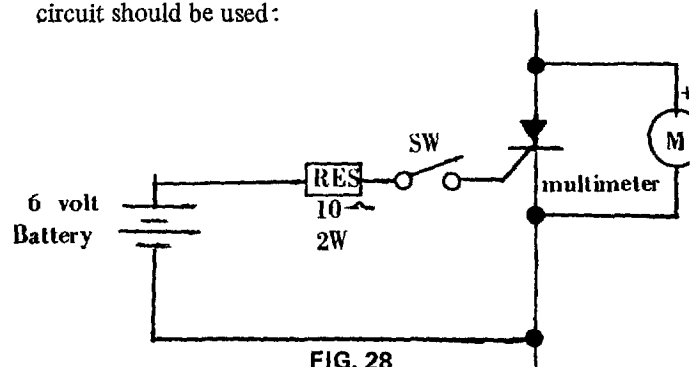 circuit should be used:
SW
+
M
RES
multimeter
10
2W
6 volt
Battery
FIG. 28